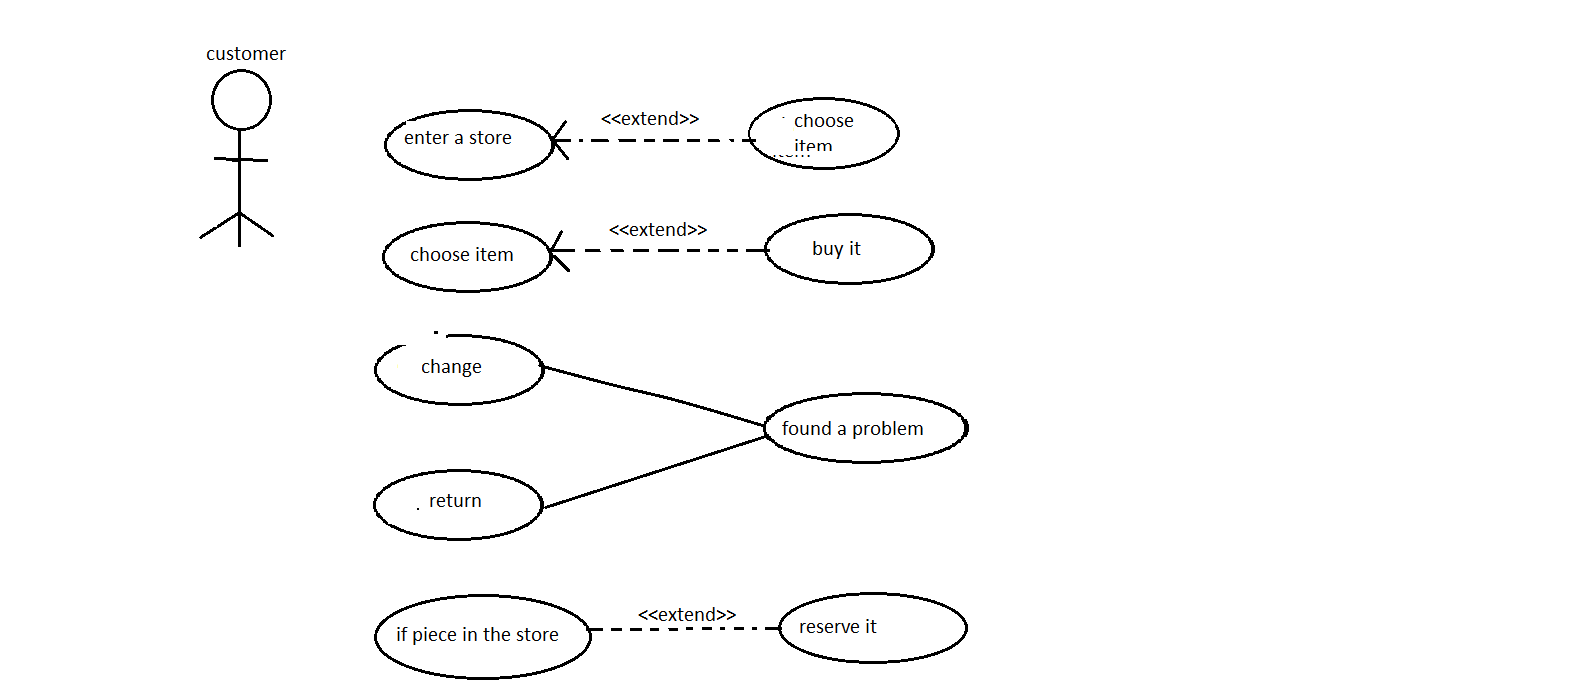 customer
enter a store
<<extend>>
choose
item
choose item
<<extend>>
buy it
change
found a problem
return
if piece in the store
<<extend>>
reserve it